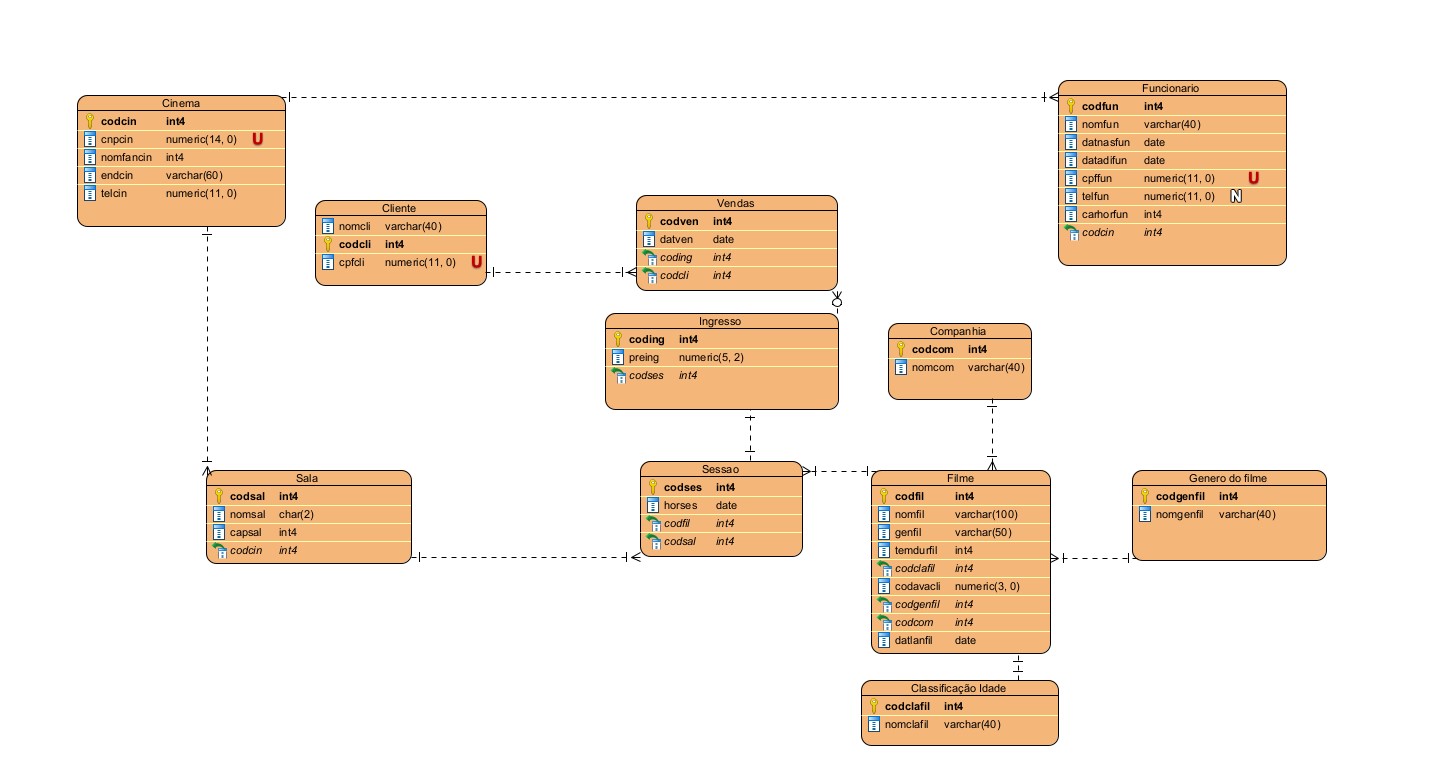 Cinema
codcin int4
cnpcin numeric(14, 0) U
nomfancin int4
endcin varchar(60)
telcin numeric(11, 0)
Funcionario
codfun int4
nomfun varchar(40)
datnasfun date
datadifun date
cpffun numeric(11, 0) U
telfun numeric(11, 0) N
carhorfun int4
codcin int4
Cliente
nomcli varchar(40)
codcli int4
cpfcli numeric(11, 0) U
Vendas
codven int4
datven date
coding int4
codcli int4
Ingresso
coding int4
preing numeric(5, 2)
codses int4
Companhia
codcom int4
nomcom varchar(40)
Sala
codsal int4
nomsal char(2)
capsal int4
codcin int4
Sessao
codses int4
horses date
codfil int4
codsal int4
Filme
codfil int4
nomfil varchar(100)
genfil varchar(50)
temdurfil int4
codclafil int4
codavacli numeric(3, 0)
codgenfil int4
codcom int4
datlanfil date
Genero do filme
codgenfil int4
nomgenfil varchar(40)
Classificação Idade
codclafil int4
nomclafil varchar(40)